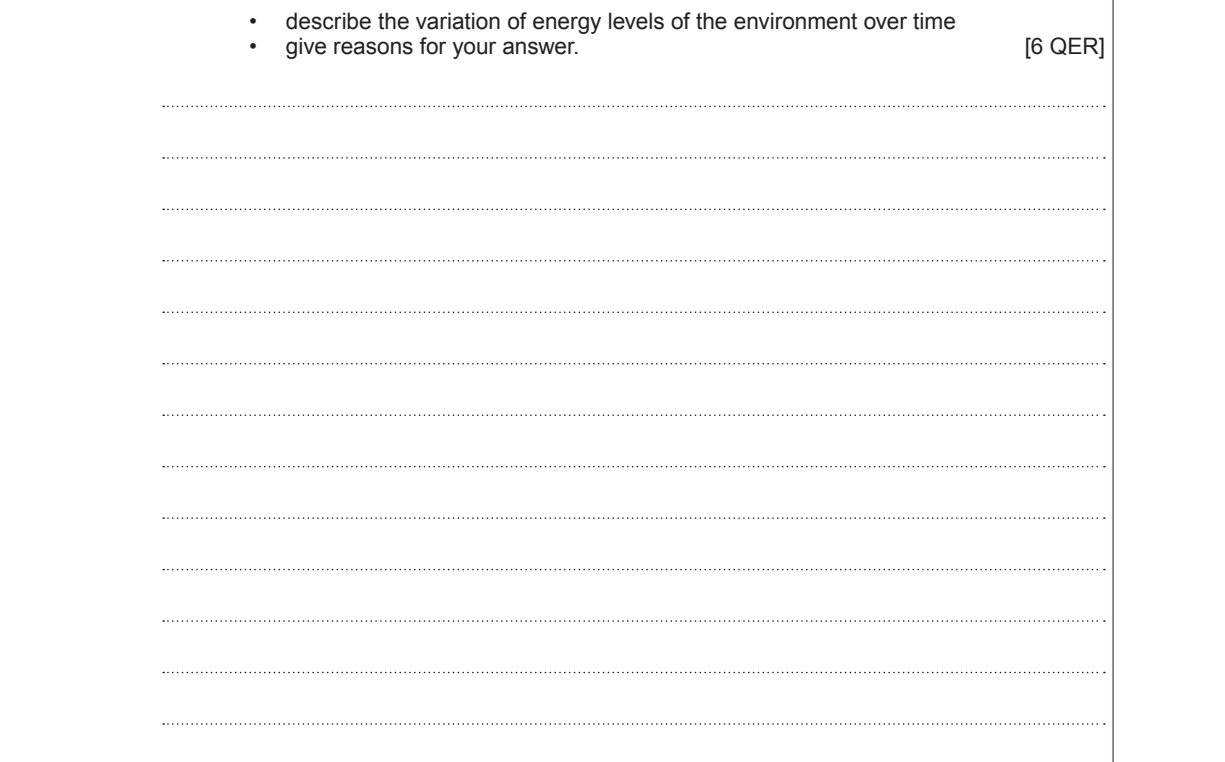 • describe the variation of energy levels of the environment over time
• give reasons for your answer. [6 QER]